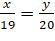 x/19 = y/20